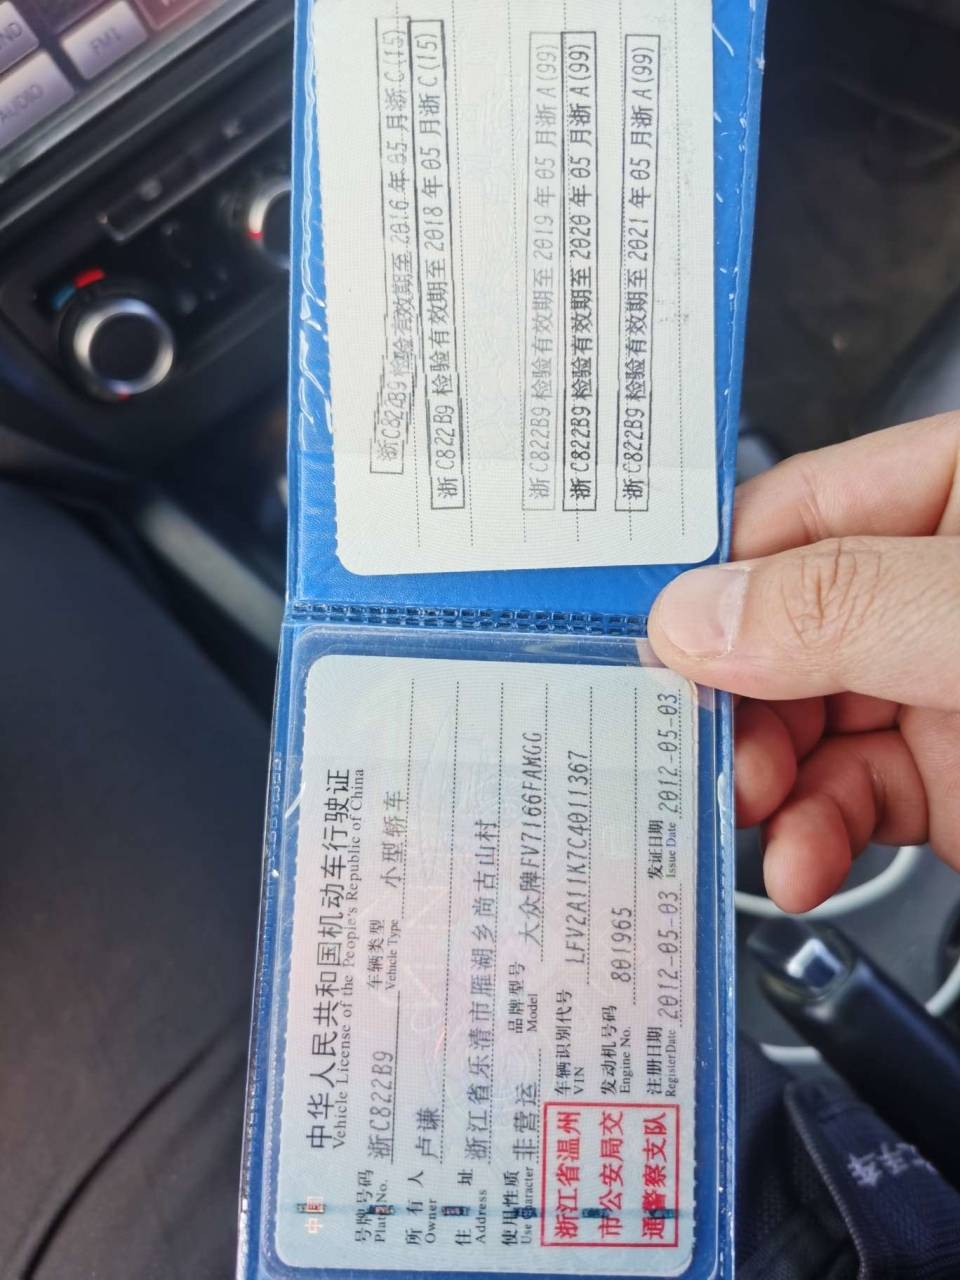 中华人民共和国机动车行驶证
Vehicle License of the People's Republic of China
号牌号码 浙C822B9 车辆类型 小型轿车
Plate No. Vehicle Type
所有人 卢谦
Owner
住址 浙江省乐清市雁湖乡尚古山村
Address
使用性质 非营运 品牌型号 大众牌FV7166FAMGG
Use Character Model
浙江省温州
市公安局交
通警察支队
车辆识别代号 LFV2A11K7C4011367
VIN
发动机号码 801965
Engine No.
注册日期 2012-05-03 发证日期 2012-05-03
Register Date Issue Date
浙C822B9 检验有效期至 2016年05月浙C(15)
浙C822B9 检验有效期至 2018年05月浙C(15)
浙C822B9 检验有效期至 2019年05月浙A(99)
浙C822B9 检验有效期至 2020年05月浙A(99)
浙C822B9 检验有效期至 2021年05月浙A(99)
FM1
AUDIO